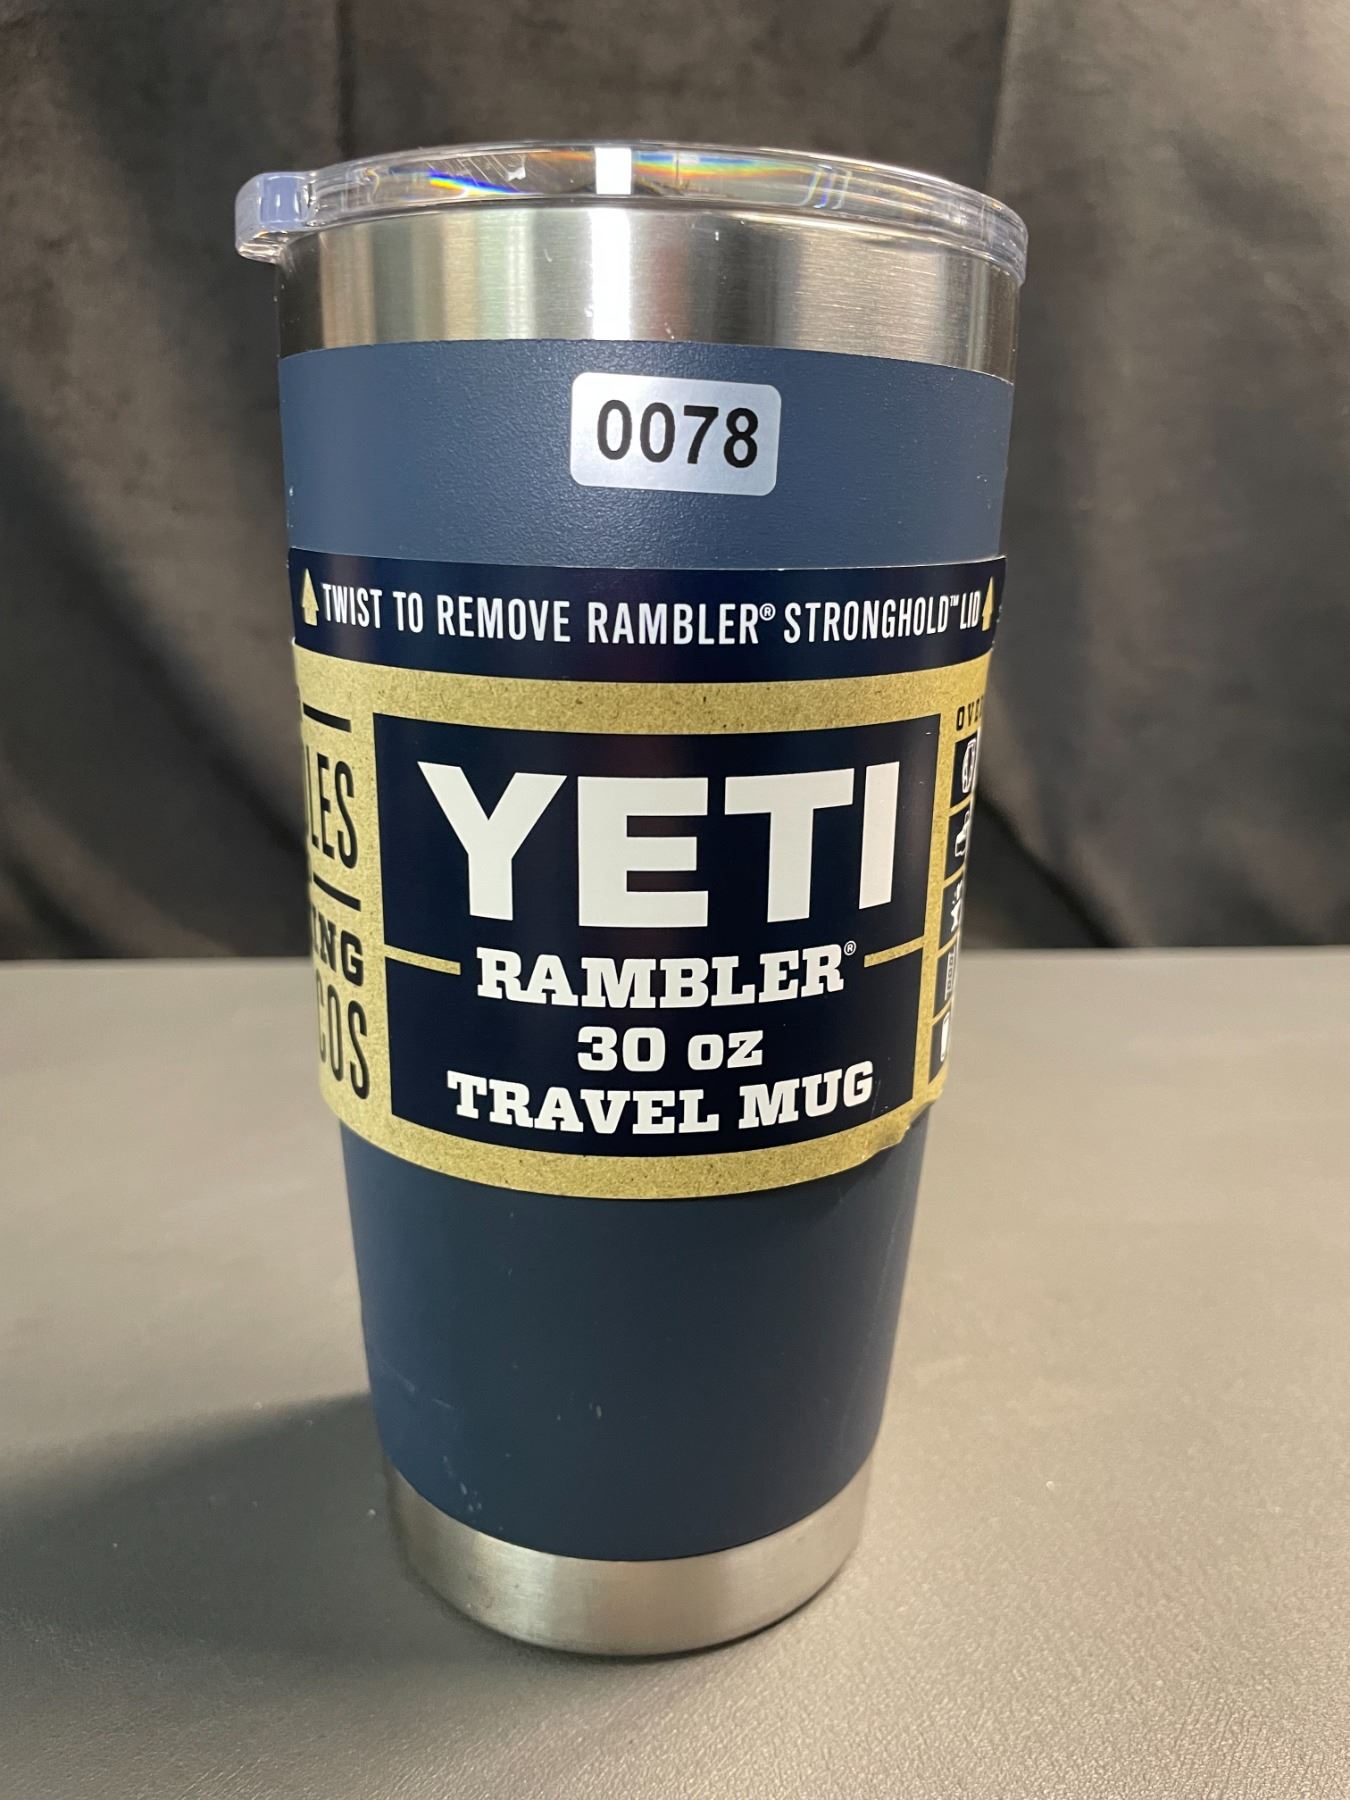 0078
TWIST TO REMOVE RAMBLER® STRONGHOLD™ LID
YETI
RAMBLER®
30 oz
TRAVEL MUG